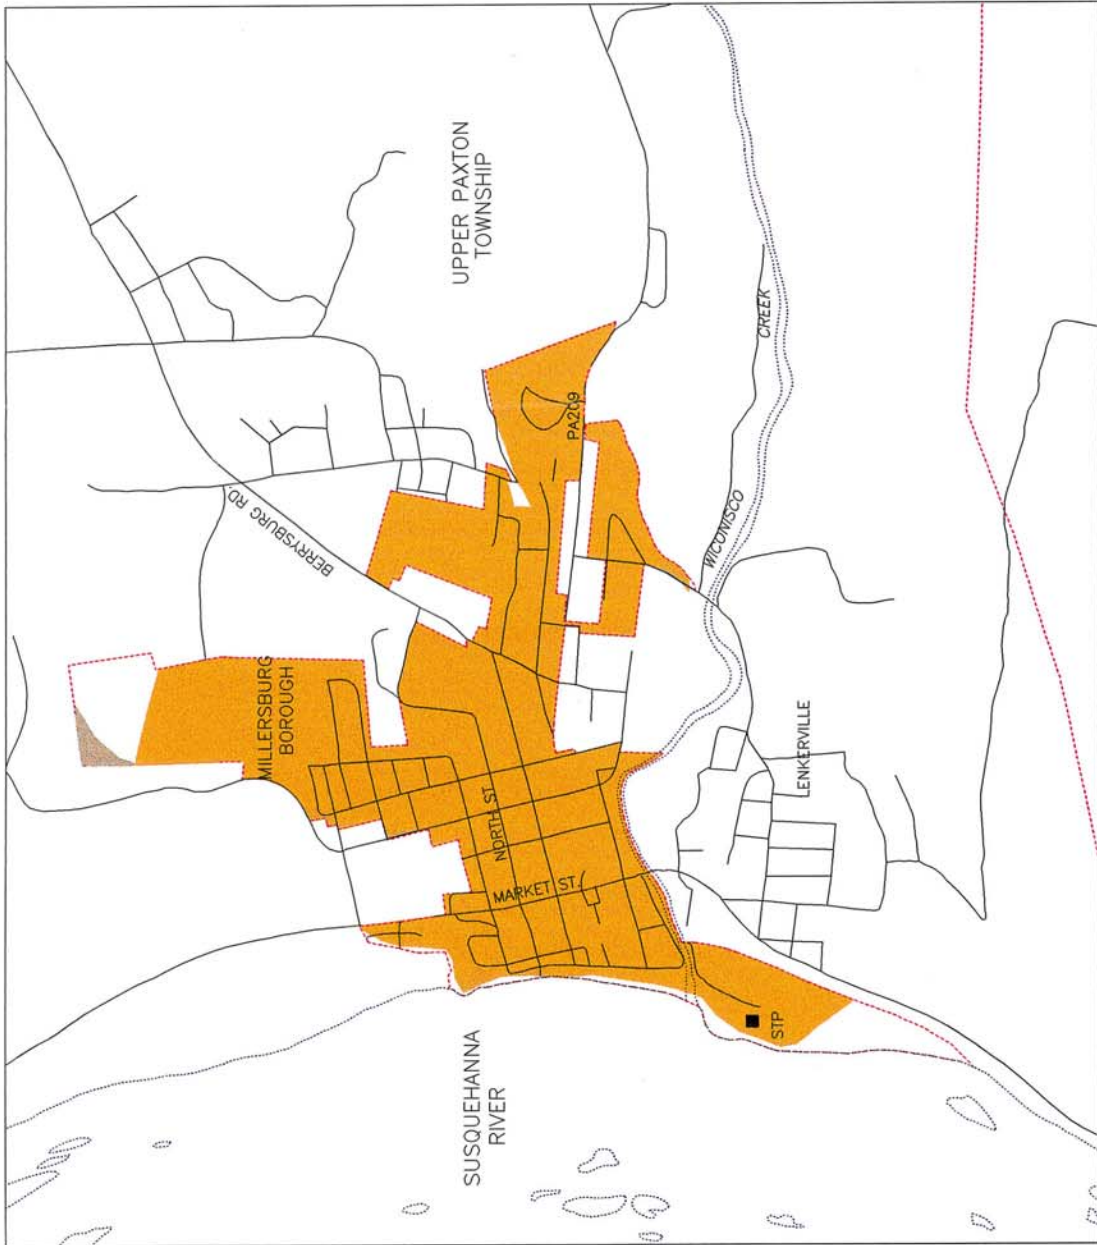 UPPER PAXTON
TOWNSHIP
BERRYSBURG RD.
PA209
CREEK
WICONISCO
MILLERSBURG
BOROUGH
NORTH ST.
MARKET ST.
LENKERVILLE
STP
SUSQUEHANNA
RIVER